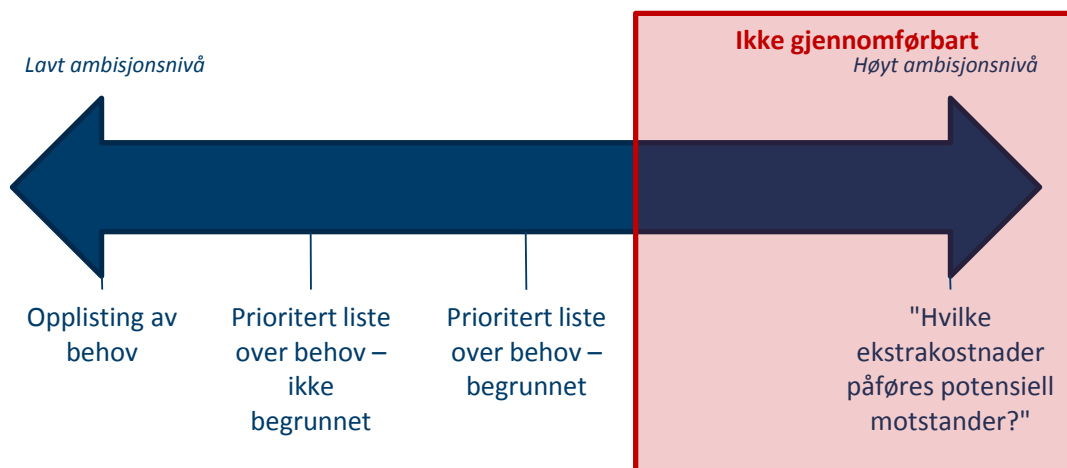 Ikke gjennomførbart
Lavt ambisjonsnivå
Høyt ambisjonsnivå
Opplisting av
behov
Prioritert liste
over behov –
ikke
begrunnet
Prioritert liste
over behov –
begrunnet
"Hvilke
ekstrakostnader
påføres potensiell
motstander?"